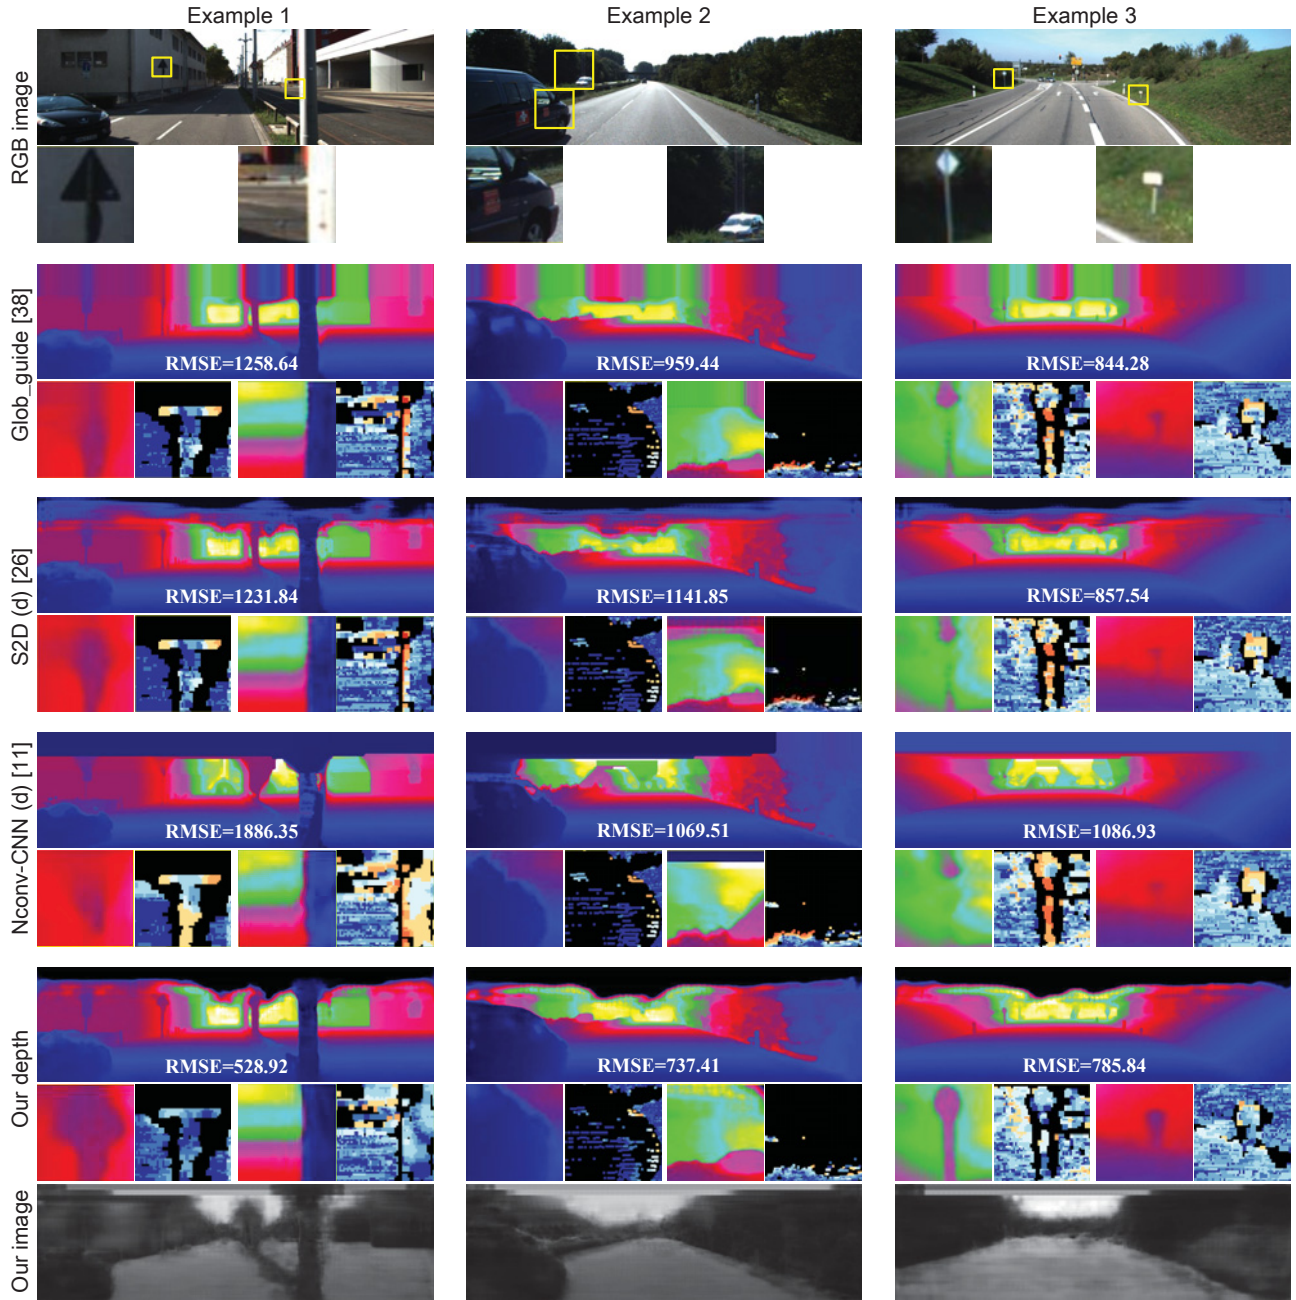 Example 1
Example 2
Example 3
RGB image
Glob_guide [38]
RMSE=1258.64
RMSE=959.44
RMSE=844.28
S2D (d) [26]
RMSE=1231.84
RMSE=1141.85
RMSE=857.54
Nconv-CNN (d) [11]
RMSE=1886.35
RMSE=1069.51
RMSE=1086.93
Our depth
RMSE=528.92
RMSE=737.41
RMSE=785.84
Our image